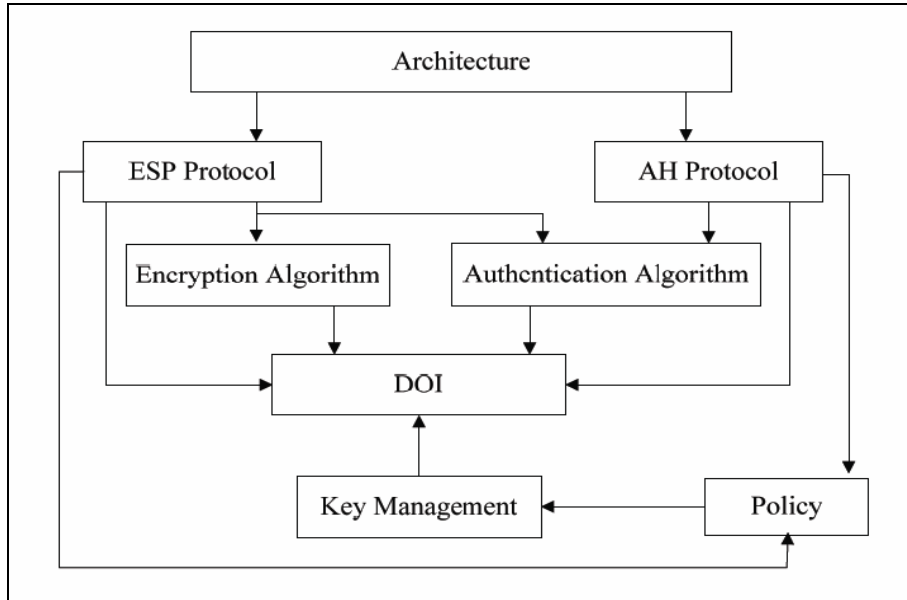 Architecture
ESP Protocol
AH Protocol
Encryption Algorithm
Authentication Algorithm
DOI
Key Management
Policy